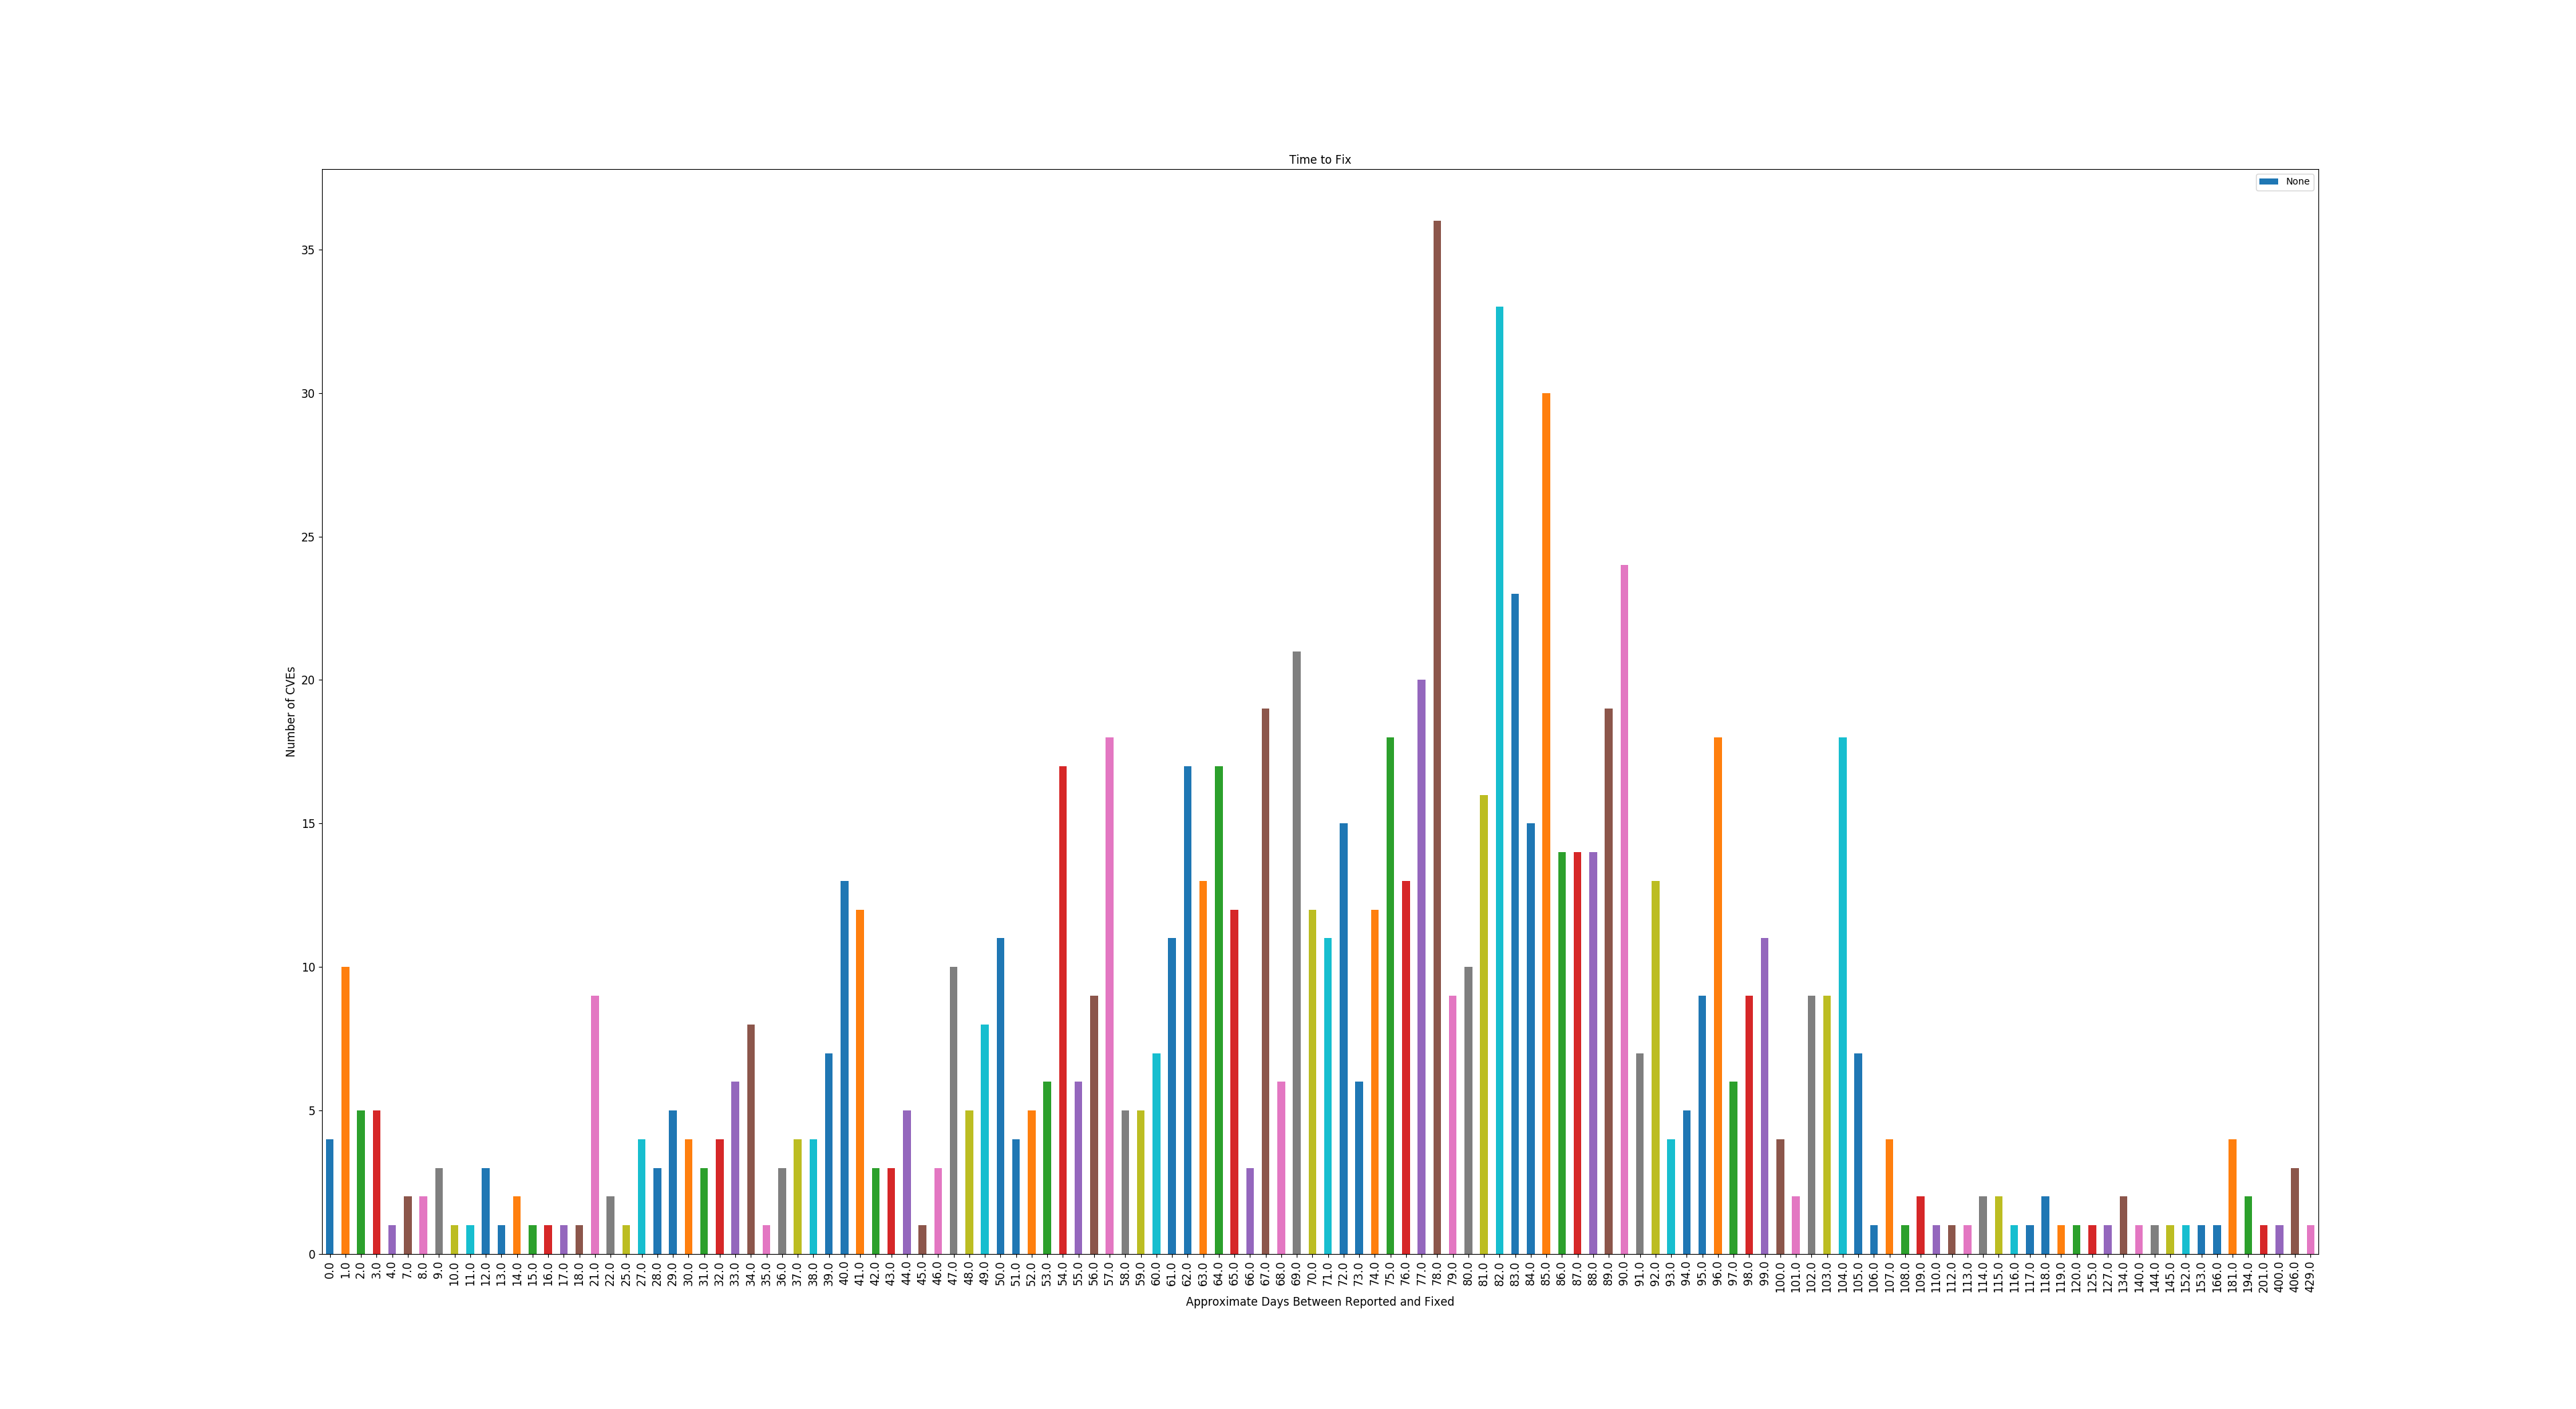 Time to Fix
None
35
30
25
20
15
10
5
0
Number of CVEs
0.0 1.0 2.0 3.0 4.0 7.0 8.0 9.0 10.0 11.0 12.0 13.0 14.0 15.0 16.0 17.0 18.0 21.0 22.0 25.0 27.0 28.0 29.0 30.0 31.0 32.0 33.0 34.0 35.0 36.0 37.0 38.0 39.0 40.0 41.0 42.0 43.0 44.0 45.0 46.0 47.0 48.0 49.0 50.0 51.0 52.0 53.0 54.0 55.0 56.0 57.0 58.0 59.0 60.0 61.0 62.0 63.0 64.0 65.0 66.0 67.0 68.0 69.0 70.0 71.0 72.0 73.0 74.0 75.0 76.0 77.0 78.0 79.0 80.0 81.0 82.0 83.0 84.0 85.0 86.0 87.0 88.0 89.0 90.0 91.0 92.0 93.0 94.0 95.0 96.0 97.0 98.0 99.0 100.0 101.0 102.0 103.0 104.0 105.0 106.0 107.0 108.0 109.0 110.0 112.0 113.0 114.0 115.0 116.0 117.0 118.0 119.0 120.0 125.0 127.0 134.0 140.0 144.0 145.0 152.0 153.0 166.0 181.0 194.0 201.0 400.0 406.0 429.0
Approximate Days Between Reported and Fixed